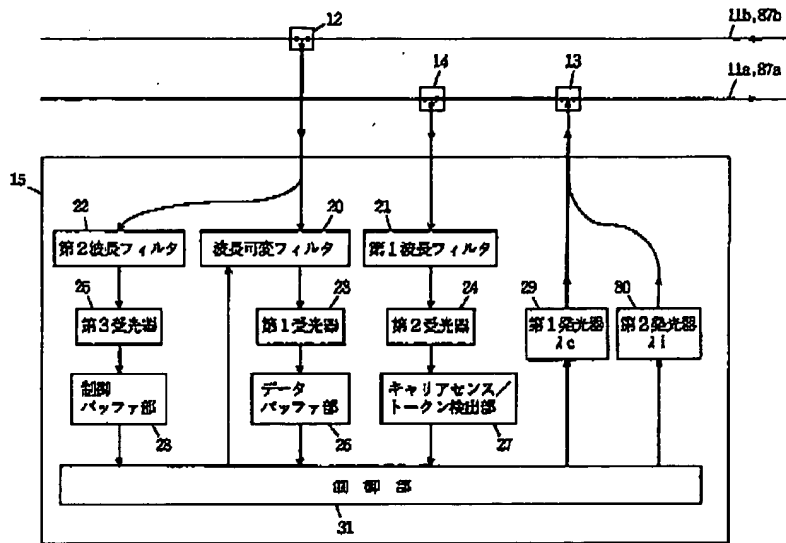 12
11b,87b
14
13
11a,87a
15
22
20
21
第2波長フィルタ
波長可変フィルタ
第1波長フィルタ
25
23
24
29
80
第3受光器
第1受光器
第2受光器
第1発光器
λc
第2発光器
λi
制御
バッファ部
データ
バッファ部
キャリアセンス/
トークン検出部
28
26
27
制御部
31